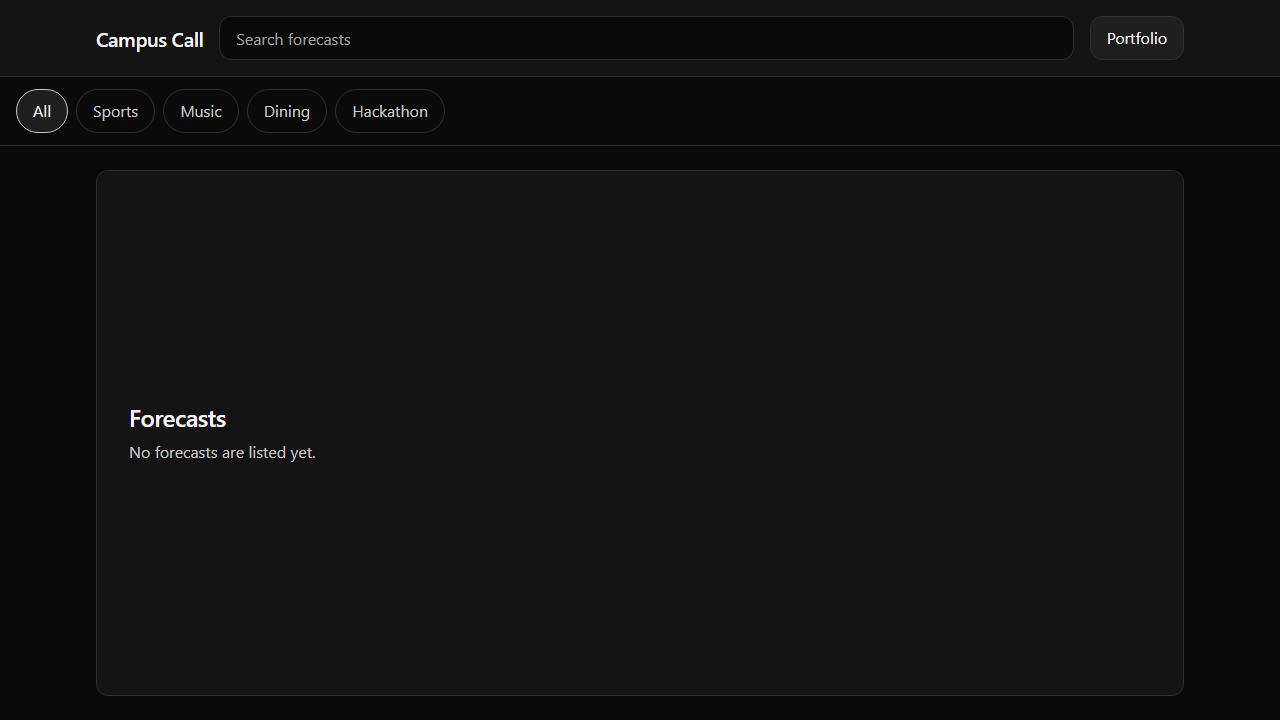 Campus Call
Search forecasts
Portfolio
All
Sports
Music
Dining
Hackathon
Forecasts
No forecasts are listed yet.